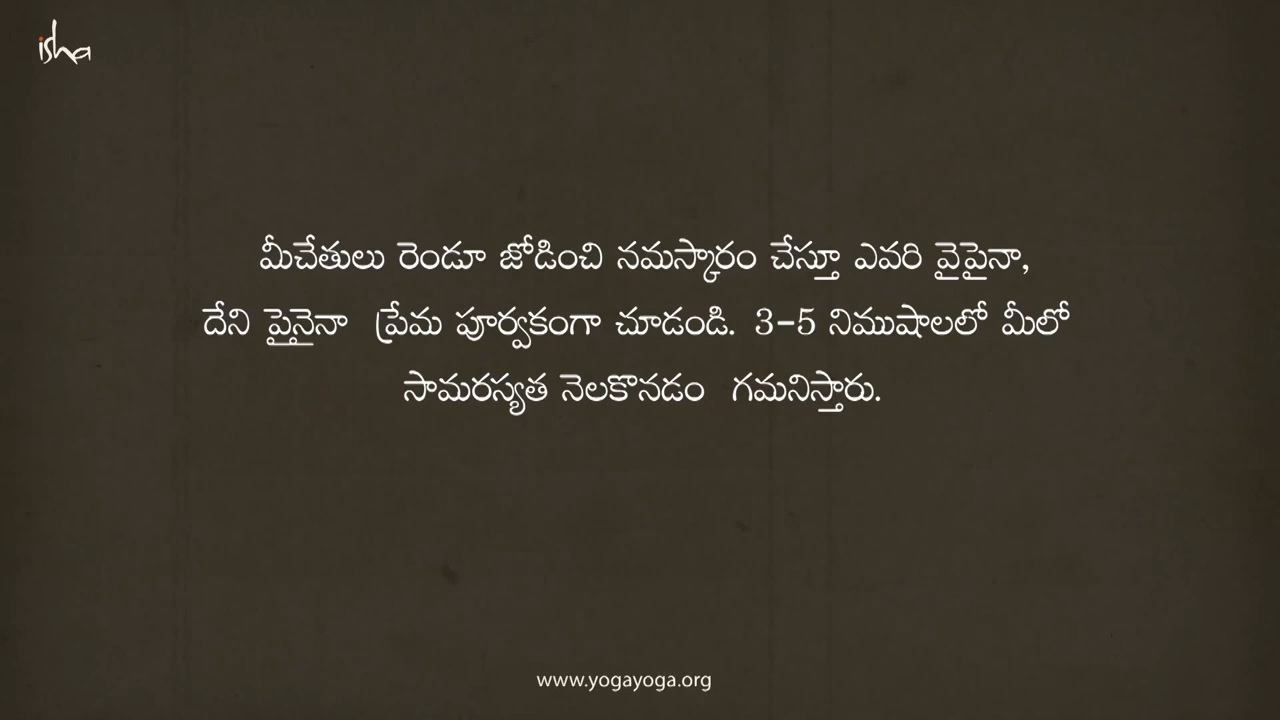 isha
మీచేతులు రెండూ జోడించి నమస్కారం చేస్తూ ఎవరి వైపైనా,
దేని పైనైనా ప్రేమ పూర్వకంగా చూడండి. 3-5 నిముషాలలో మీలో
సామరస్యత నెలకొనడం గమనిస్తారు.
www.yogayoga.org